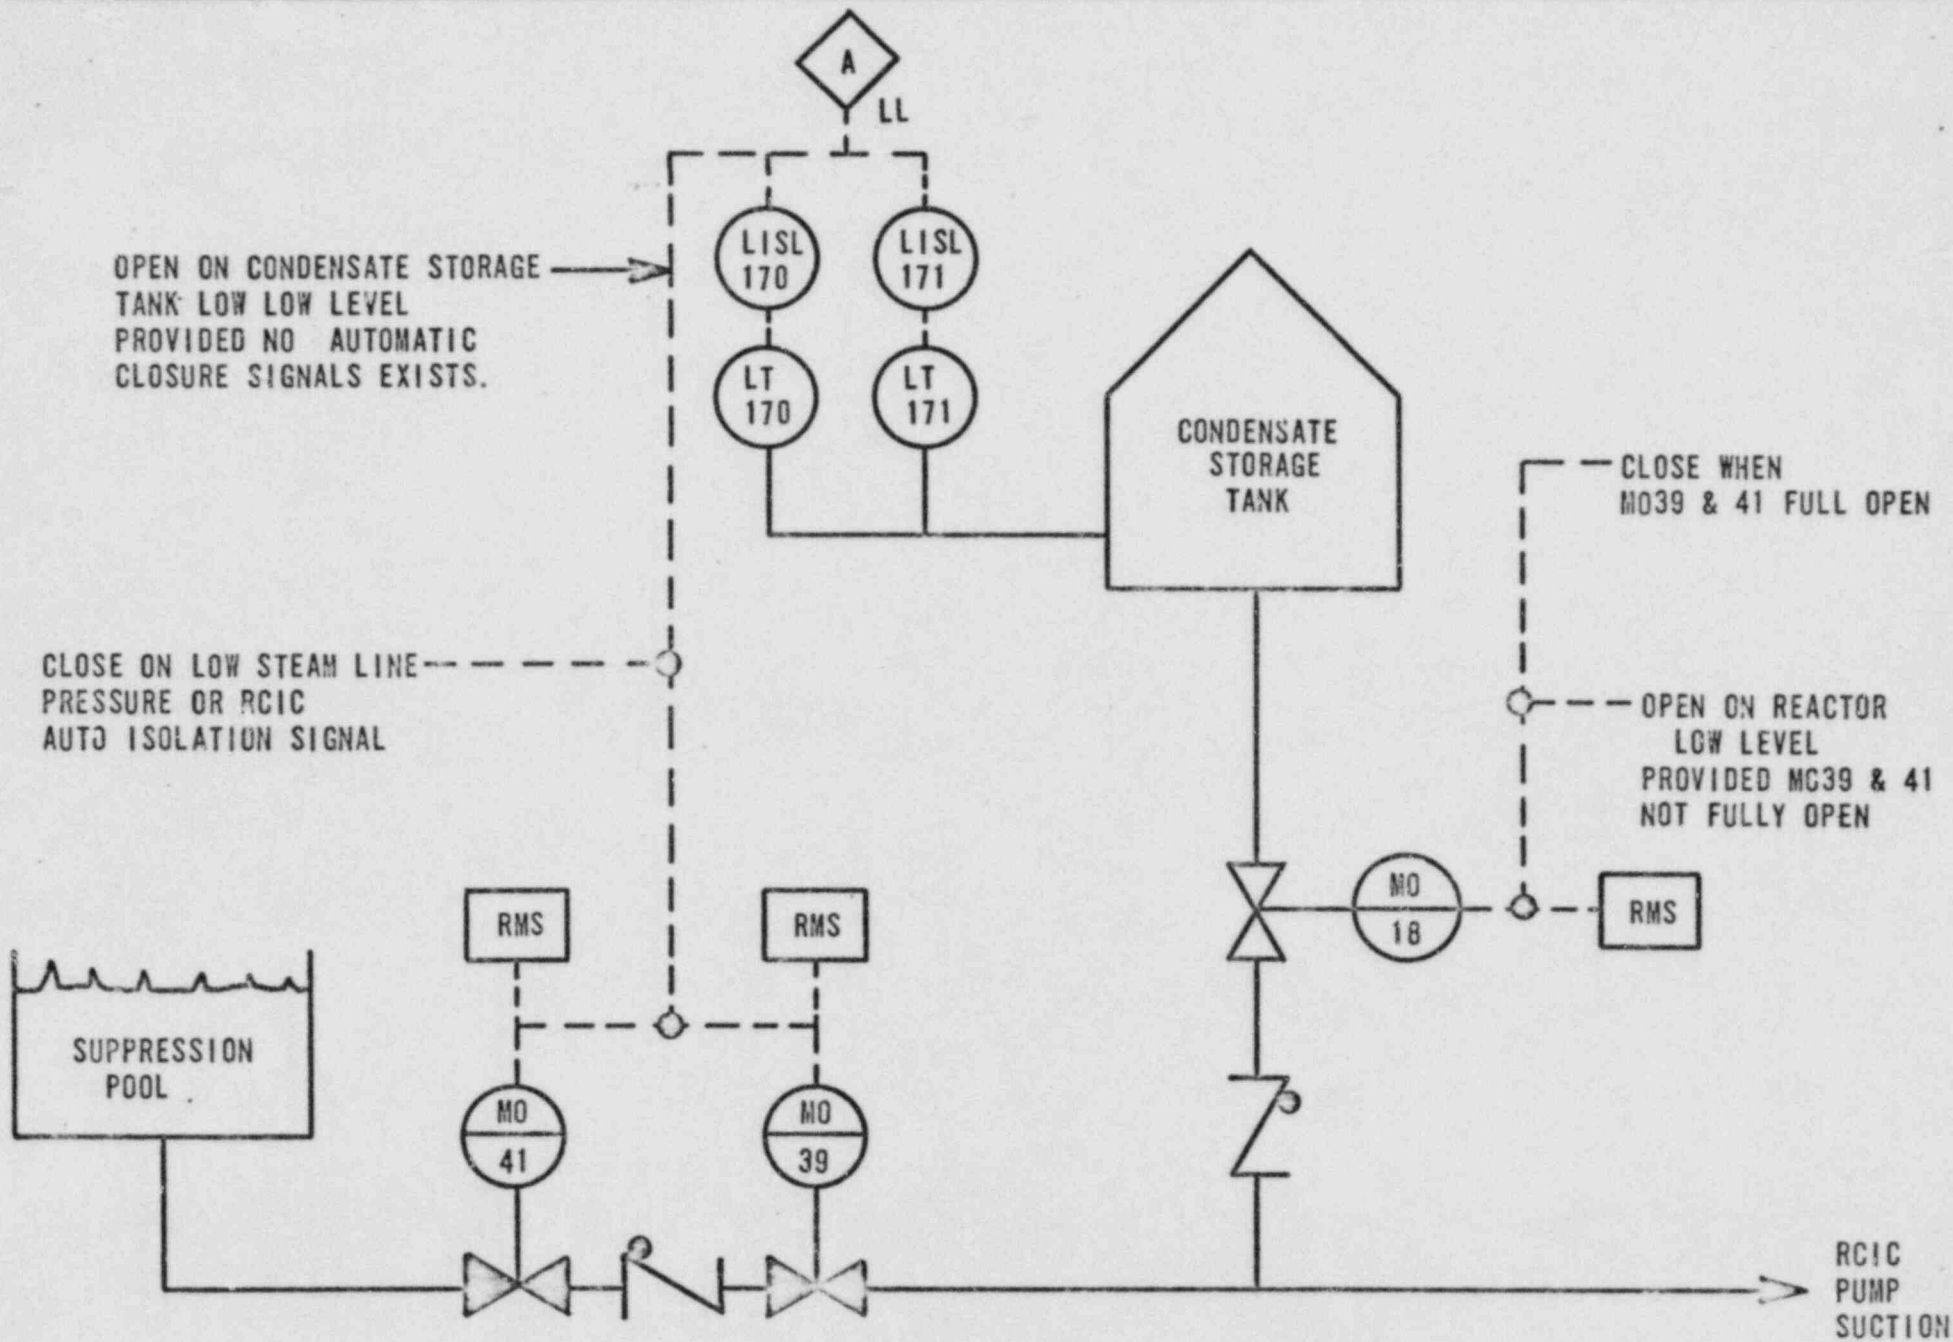 A
LL
LISL
170
LISL
171
OPEN ON CONDENSATE STORAGE
TANK LOW LOW LEVEL
PROVIDED NO AUTOMATIC
CLOSURE SIGNALS EXISTS.
LT
170
LT
171
CONDENSATE
STORAGE
TANK
CLOSE WHEN
MO39 & 41 FULL OPEN
CLOSE ON LOW STEAM LINE
PRESSURE OR RCIC
AUTO ISOLATION SIGNAL
OPEN ON REACTOR
LOW LEVEL
PROVIDED MO39 & 41
NOT FULLY OPEN
RMS
RMS
MO
18
RMS
SUPPRESSION
POOL
MO
41
MO
39
RCIC
PUMP
SUCTION